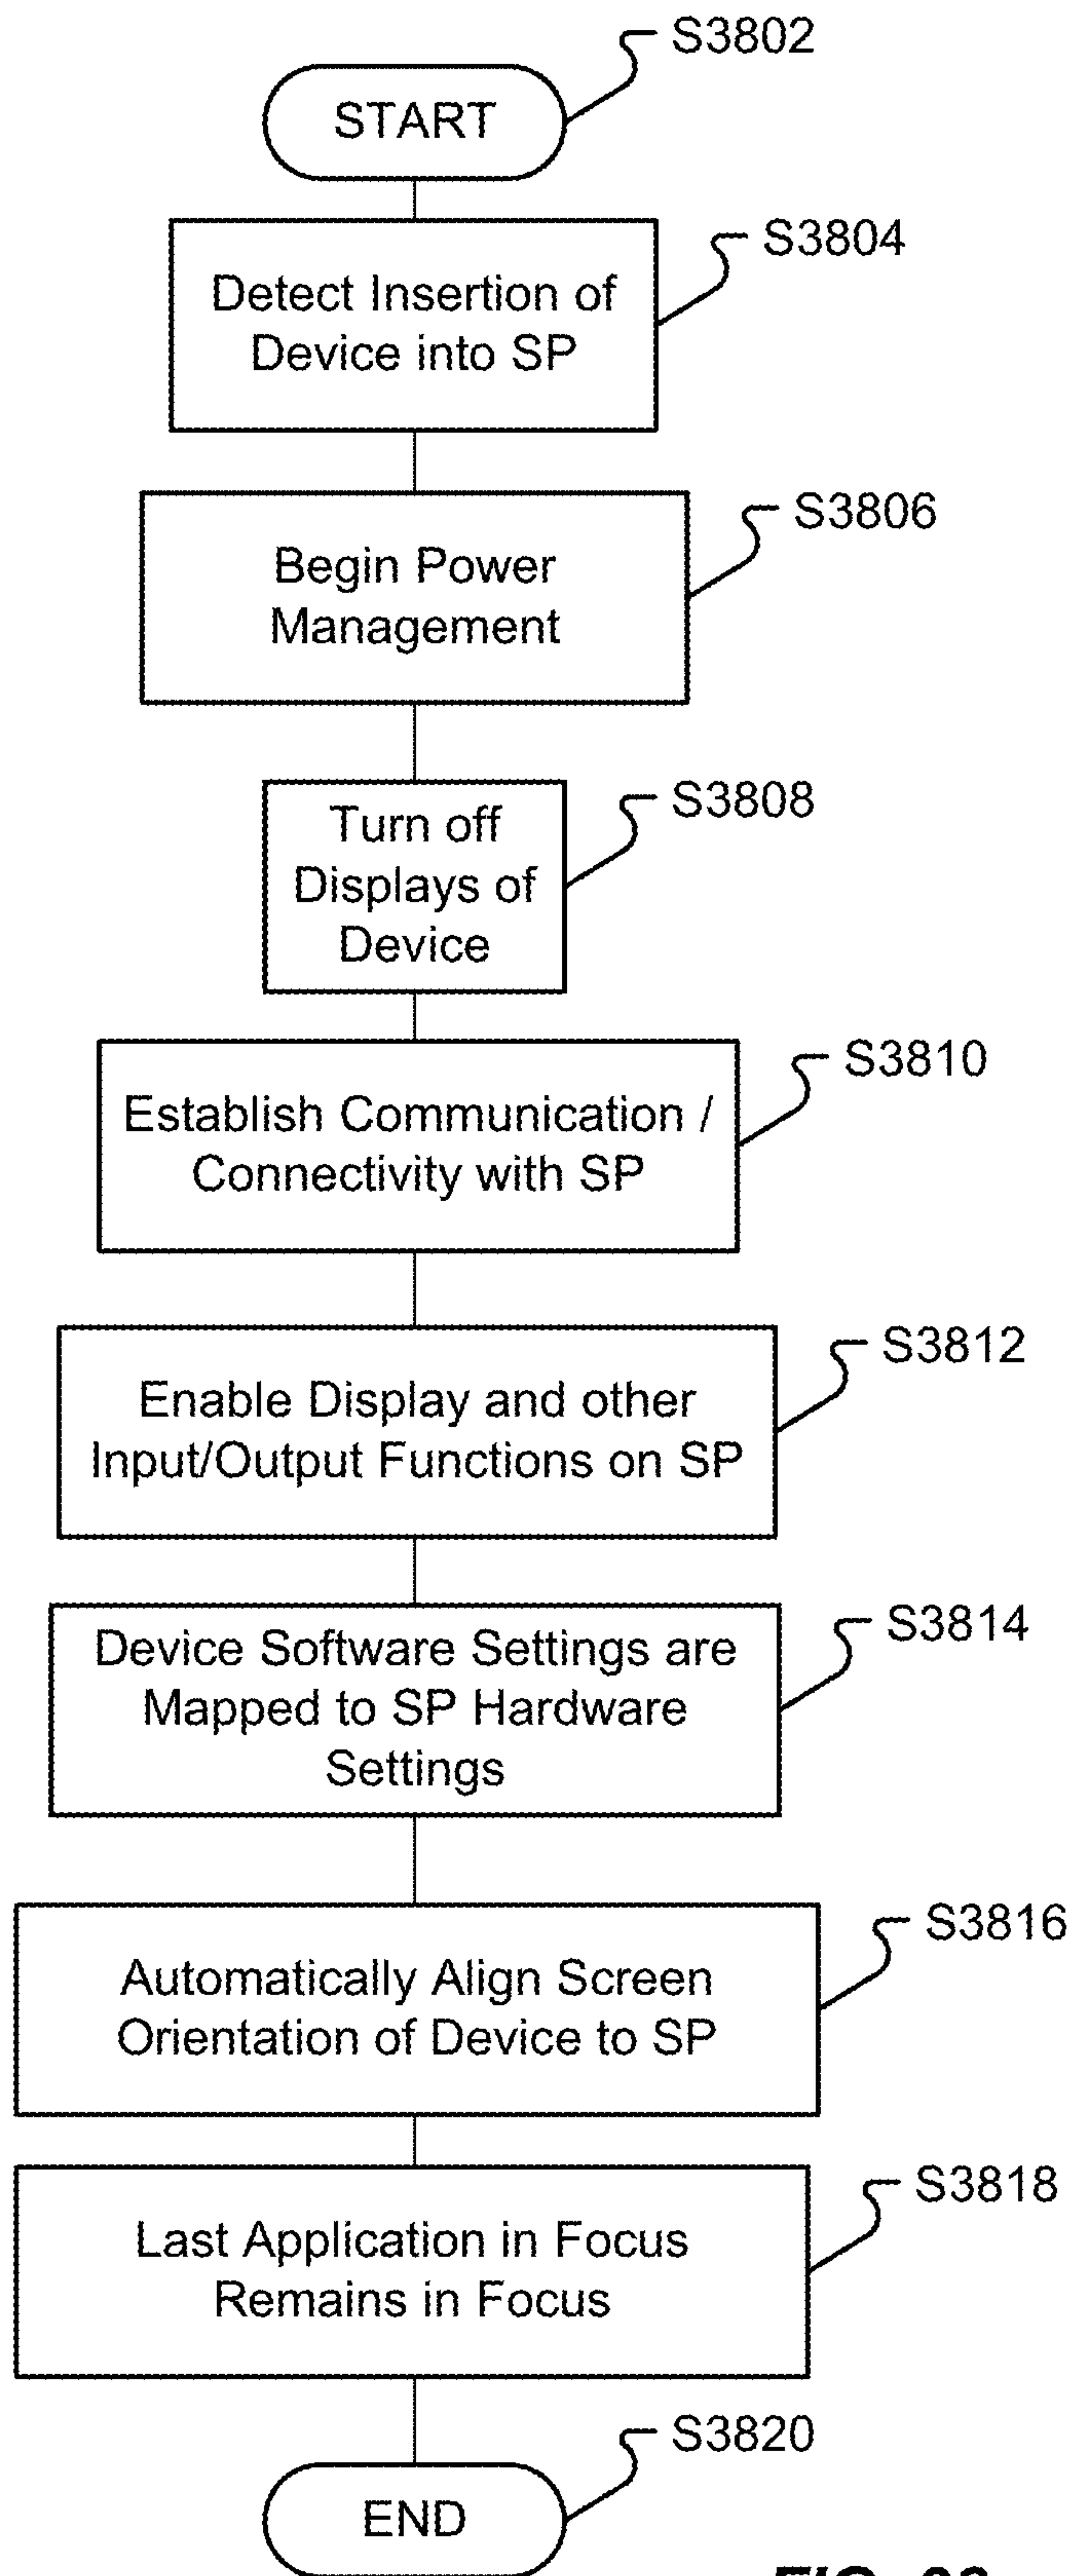 S3802
START
S3804
Detect Insertion of
Device into SP
S3806
Begin Power
Management
S3808
Turn off
Displays of
Device
S3810
Establish Communication /
Connectivity with SP
S3812
Enable Display and other
Input/Output Functions on SP
S3814
Device Software Settings are
Mapped to SP Hardware
Settings
S3816
Automatically Align Screen
Orientation of Device to SP
S3818
Last Application in Focus
Remains in Focus
S3820
END